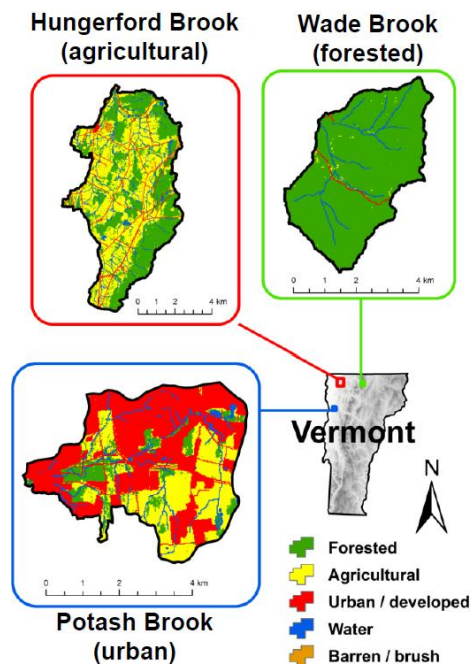 Hungerford Brook
(agricultural)
Wade Brook
(forested)
0 1 2 4 km
0 1 2 4 km
Vermont
N
0 1 2 4 km
Potash Brook
(urban)
Forested
Agricultural
Urban / developed
Water
Barren / brush